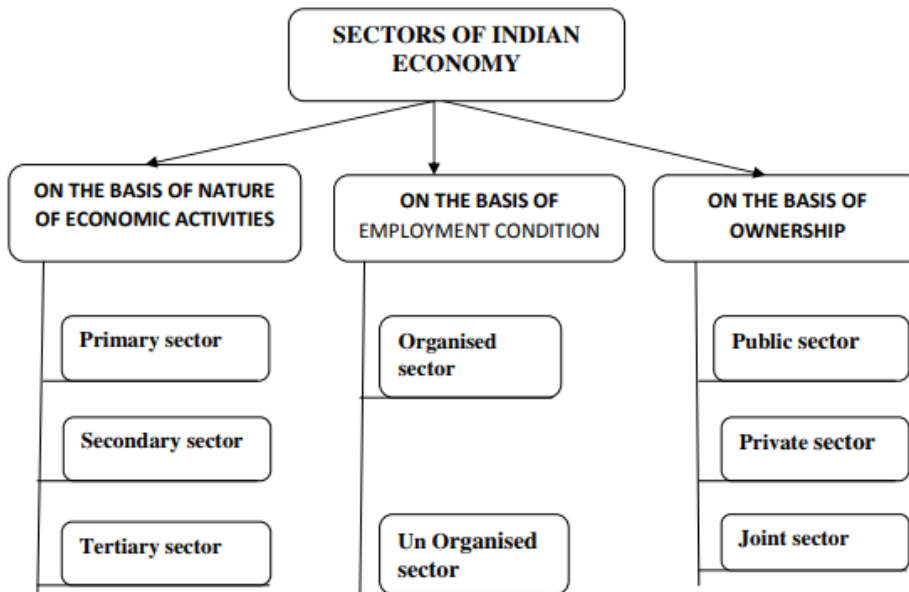 SECTORS OF INDIAN
ECONOMY
ON THE BASIS OF NATURE
OF ECONOMIC ACTIVITIES
Primary sector
Secondary sector
Tertiary sector
ON THE BASIS OF
EMPLOYMENT CONDITION
Organised
sector
Un Organised
sector
ON THE BASIS OF
OWNERSHIP
Public sector
Private sector
Joint sector